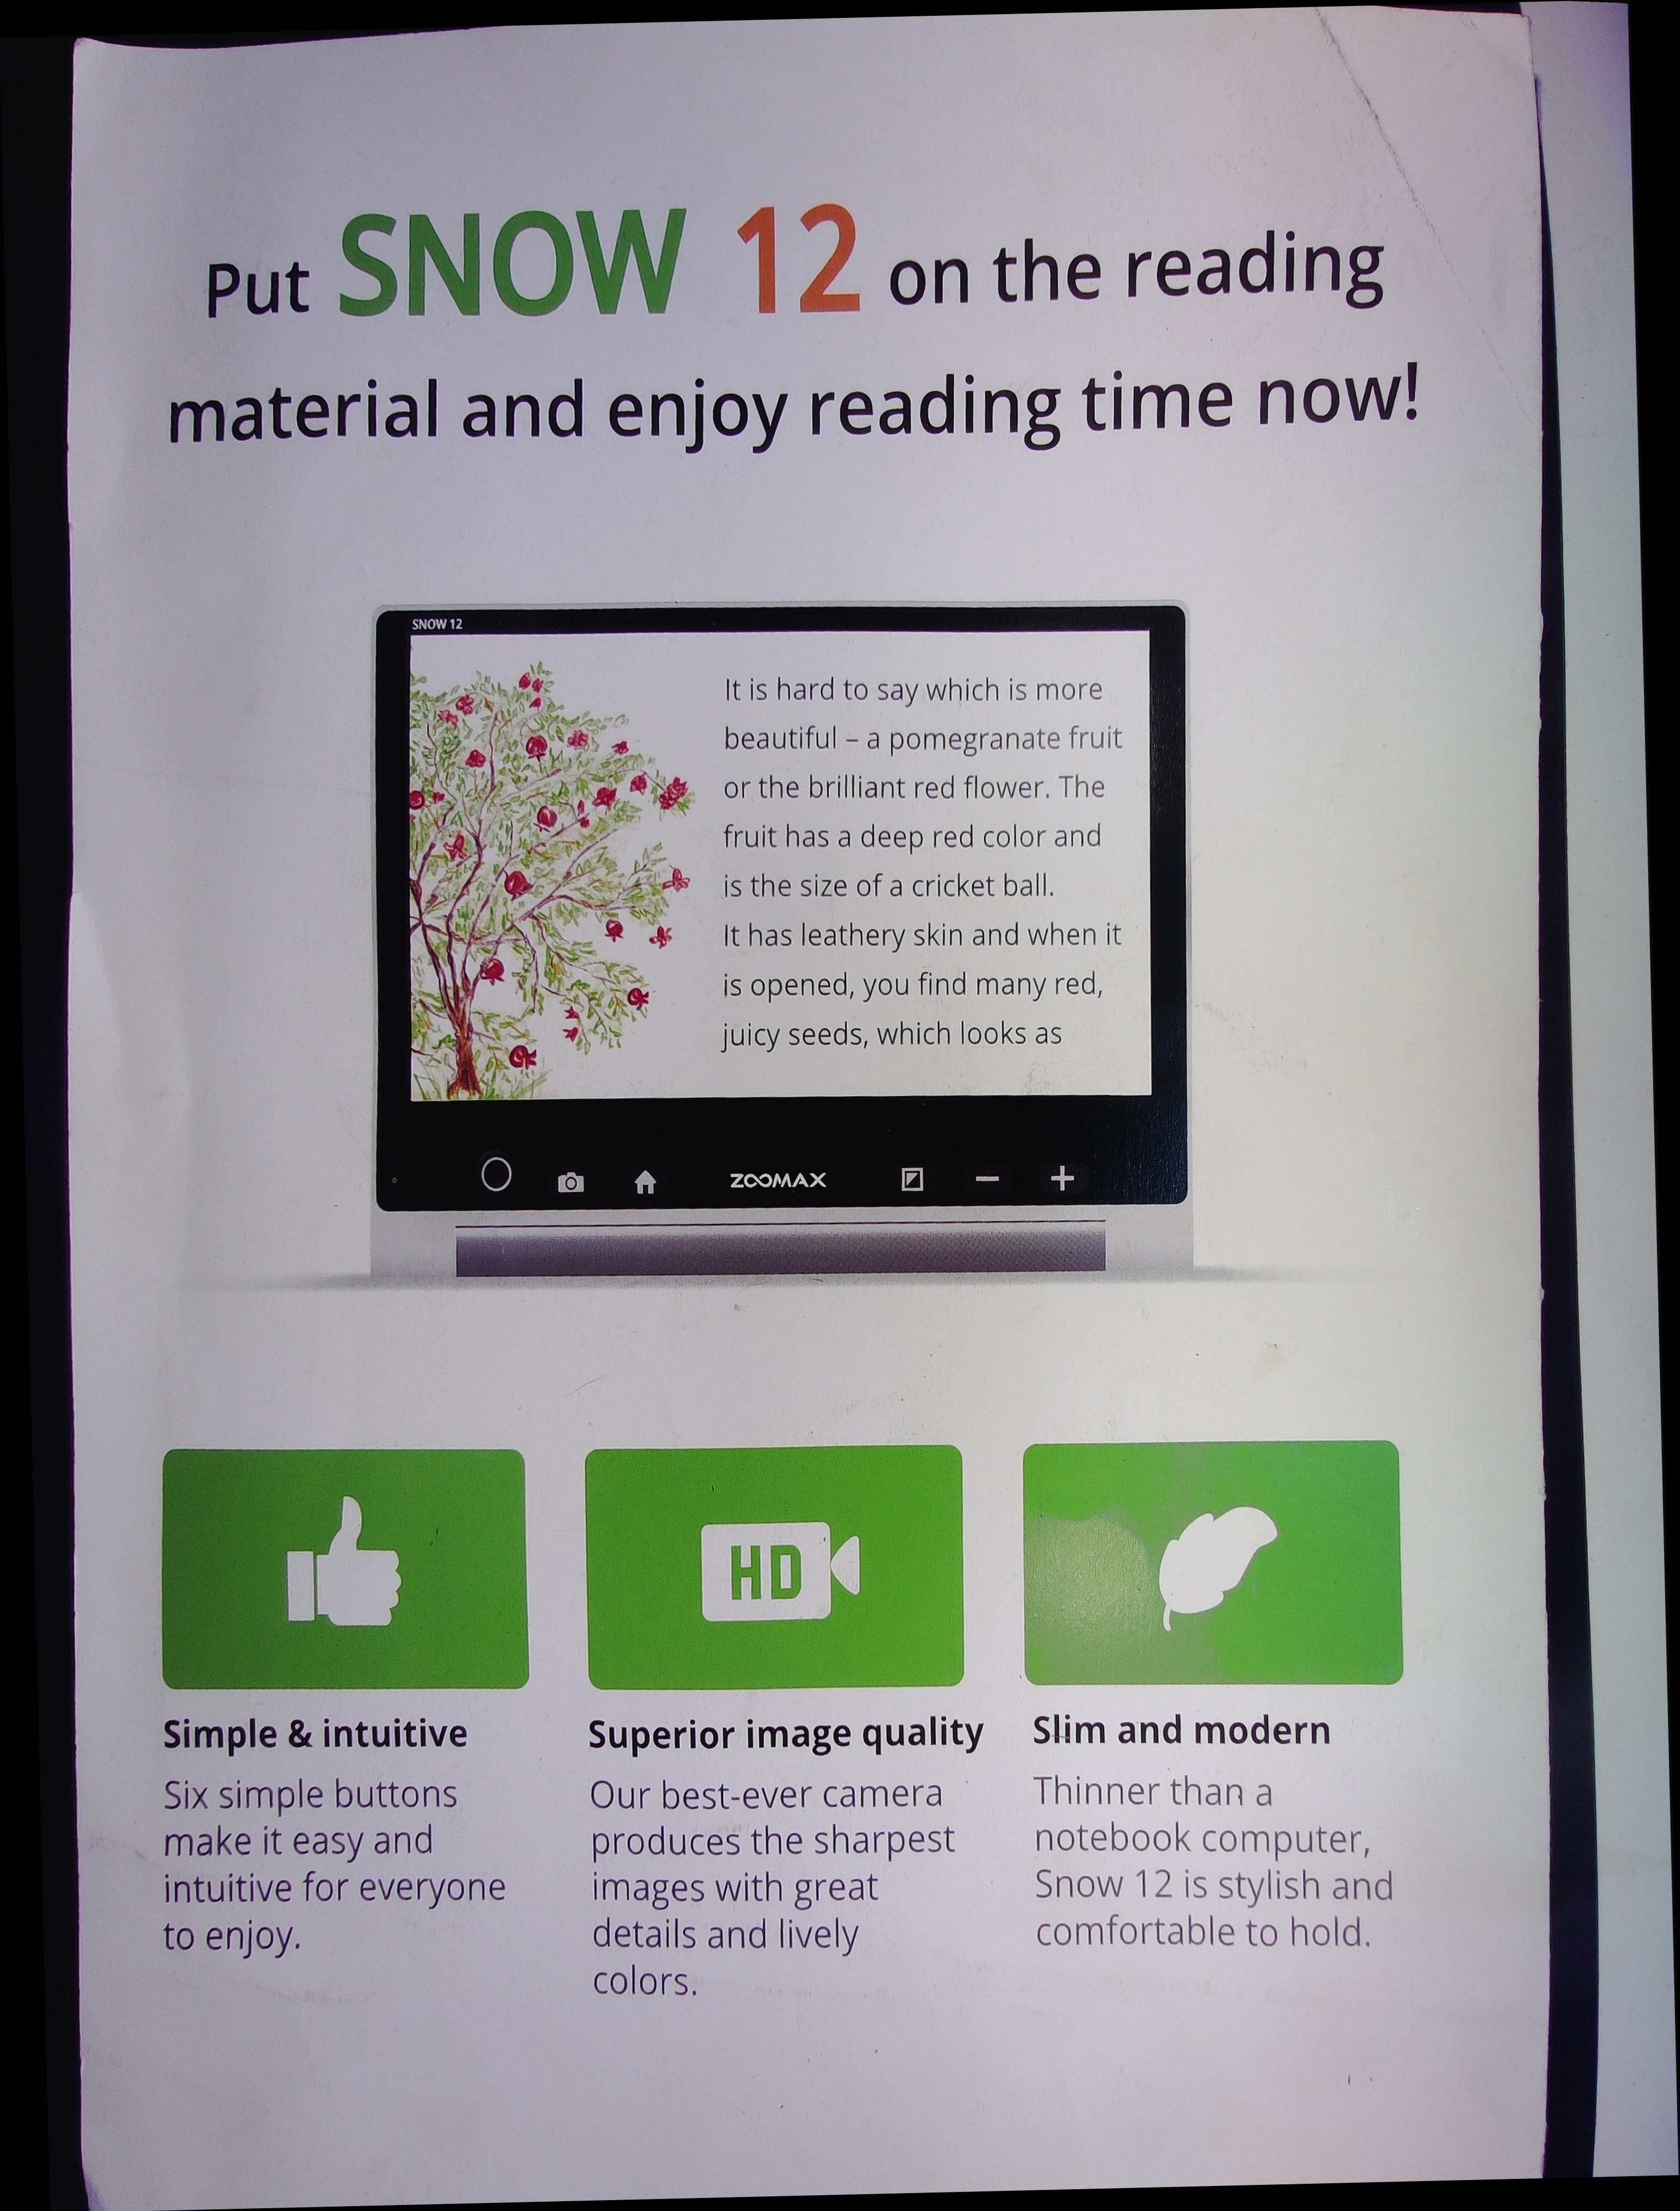 Put SNOW 12 on the reading
material and enjoy reading time now!
SNOW 12
It is hard to say which is more
beautiful – a pomegranate fruit
or the brilliant red flower. The
fruit has a deep red color and
is the size of a cricket ball.
It has leathery skin and when it
is opened, you find many red,
juicy seeds, which looks as
ZOOMAX
HD
Simple & intuitive
Six simple buttons
make it easy and
intuitive for everyone
to enjoy.
Superior image quality
Our best-ever camera
produces the sharpest
images with great
details and lively
colors.
Slim and modern
Thinner than a
notebook computer,
Snow 12 is stylish and
comfortable to hold.